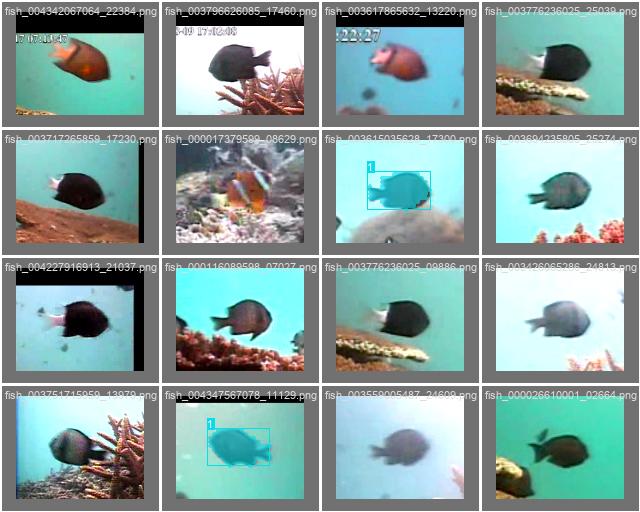 fish_004342067064_22384.png
fish_003796626085_17460.png
fish_003617865632_13220.png
fish_003776236025_25039.png
17 07:13:47
3-09 17:02:08
:22:27
fish_003717265859_17230.png
fish_000017379599_08629.png
fish_003615035628_17300.png
fish_003694235805_25274.png
1
fish_004227916913_21037.png
fish_000116089598_07027.png
fish_003776236025_09886.png
fish_003426065286_24813.png
fish_003751715959_13979.png
fish_004347567078_11129.png
fish_003559005487_24609.png
fish_000026610001_02664.png
1